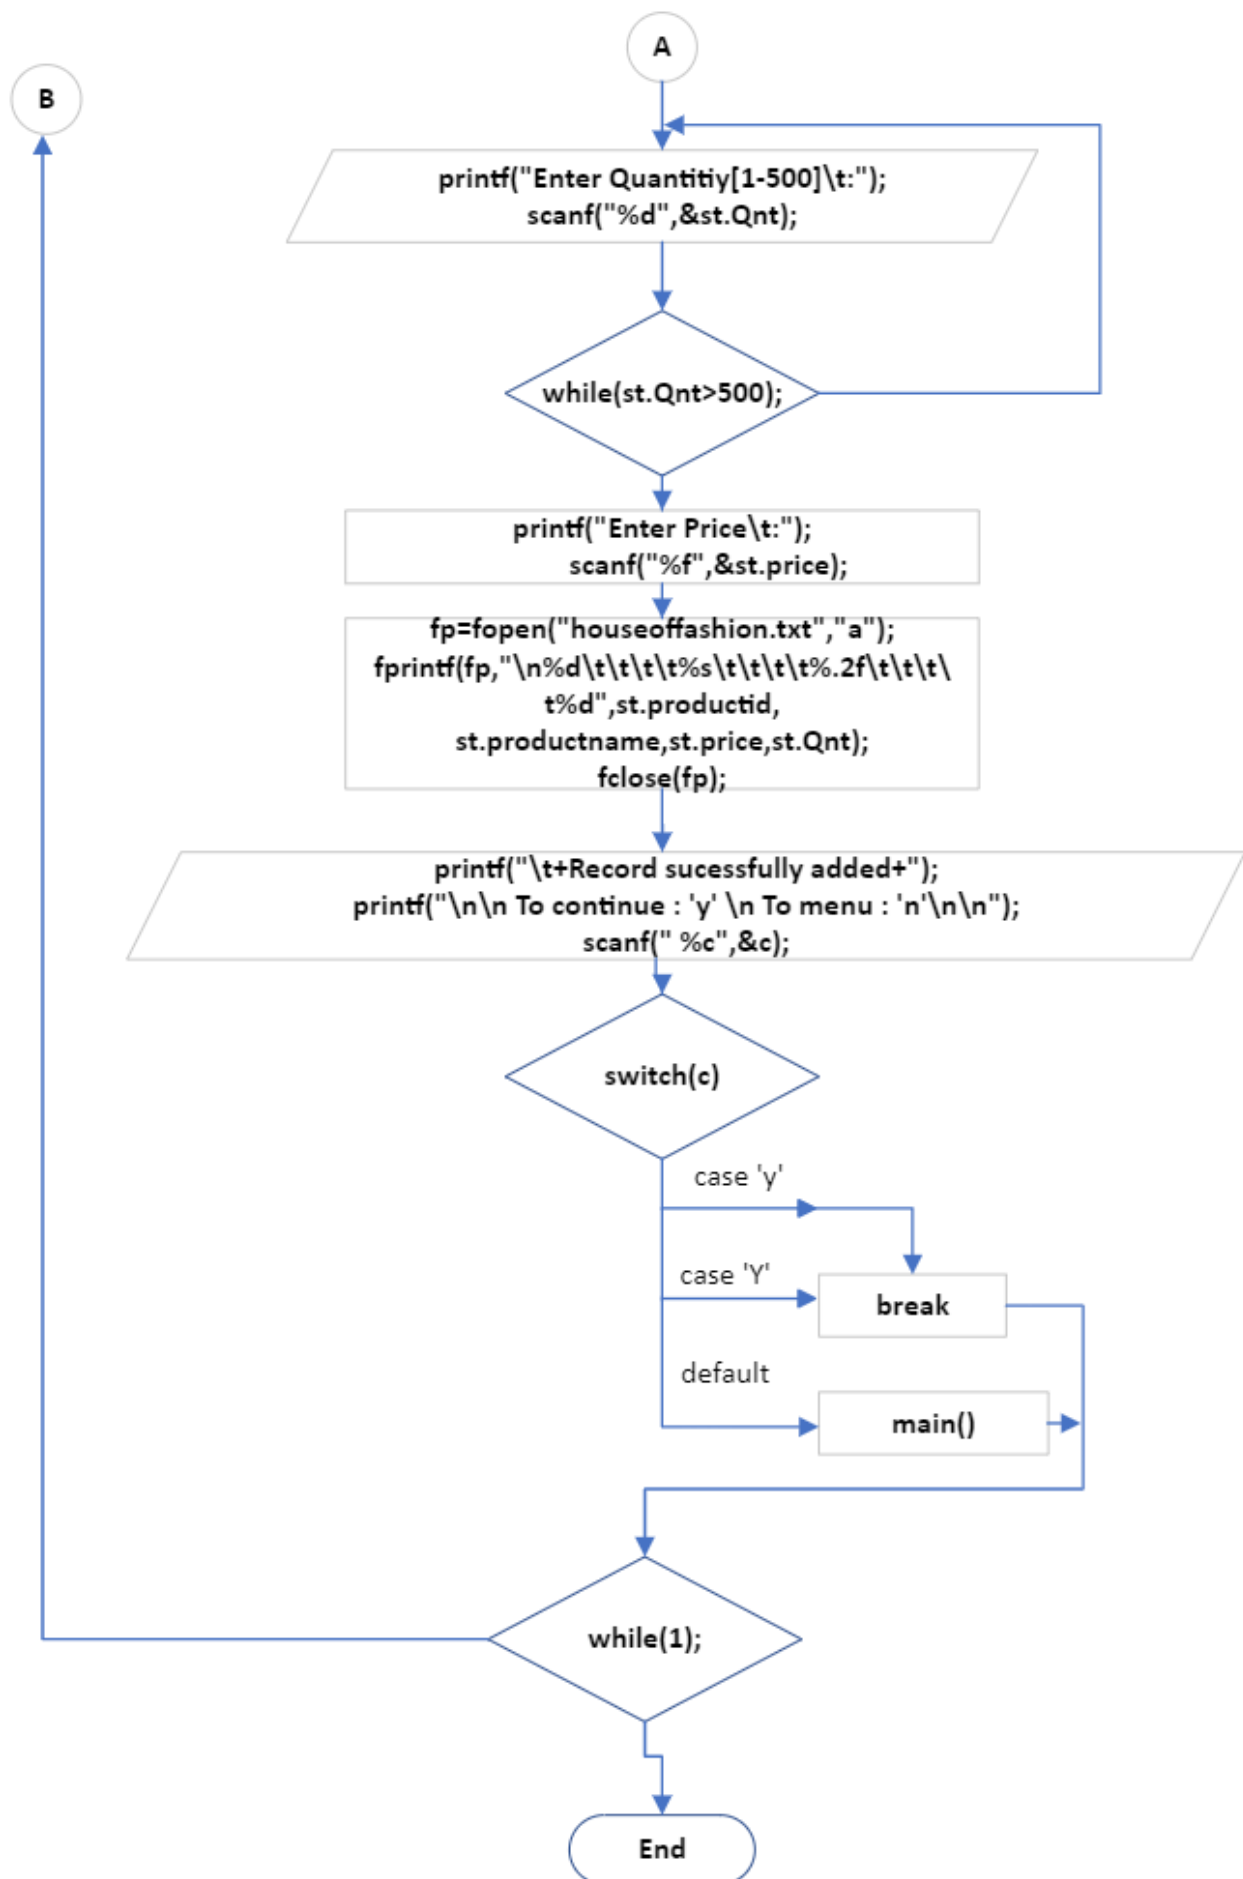 A
B
printf("Enter Quantitiy[1-500]\t:");
scanf("%d",&st.Qnt);
while(st.Qnt>500);
printf("Enter Price\t:");
scanf("%f",&st.price);
fp=fopen("houseoffashion.txt","a");
fprintf(fp,"\n%d\t\t\t\t%s\t\t\t\t%.2f\t\t\t\
t%d",st.productid,
st.productname,st.price,st.Qnt);
fclose(fp);
printf("\t+Record sucessfully added+");
printf("\n\n To continue : 'y' \n To menu : 'n'\n\n");
scanf(" %c",&c);
switch(c)
case 'y'
case 'Y'
break
default
main()
while(1);
End